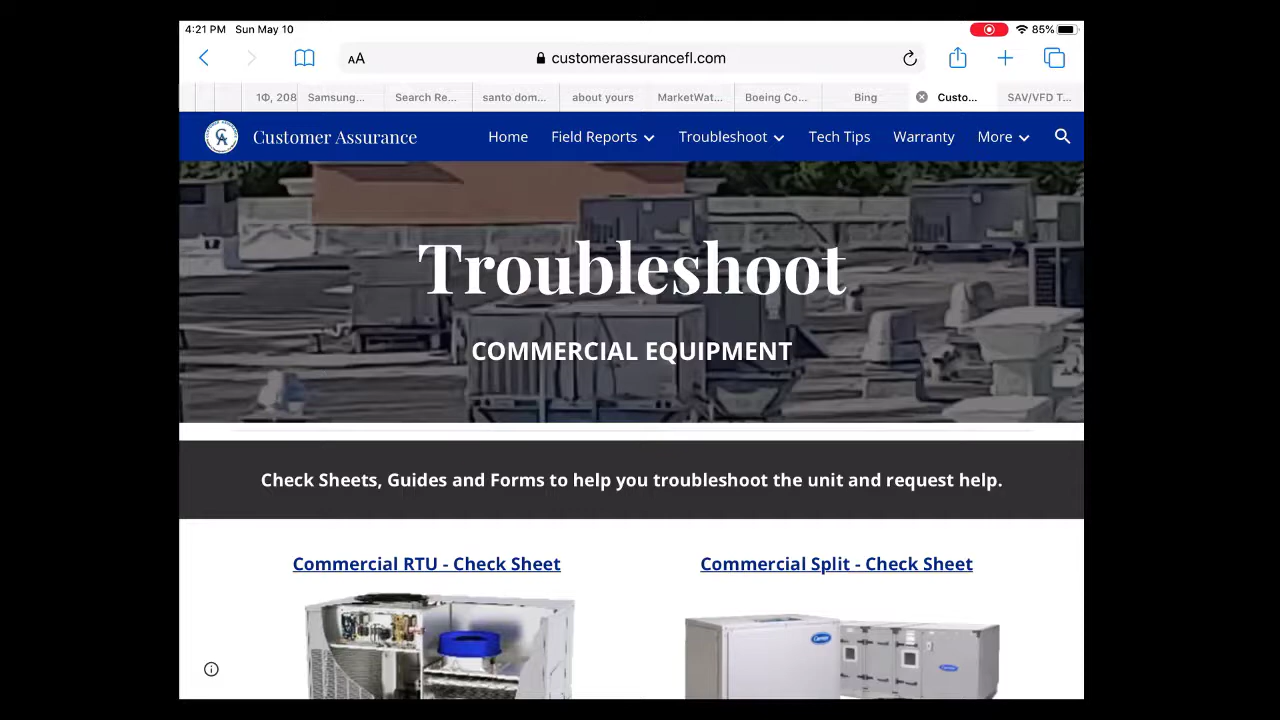 4:21 PM Sun May 10
85%
AA
customerassurancefl.com
1Φ, 208
Samsung...
Search Re...
santo dom...
about yours
MarketWat...
Boeing Co...
Bing
Custo...
SAV/VFD T...
Customer Assurance
Home
Field Reports
Troubleshoot
Tech Tips
Warranty
More
Troubleshoot
COMMERCIAL EQUIPMENT
Check Sheets, Guides and Forms to help you troubleshoot the unit and request help.
Commercial RTU - Check Sheet
Commercial Split - Check Sheet